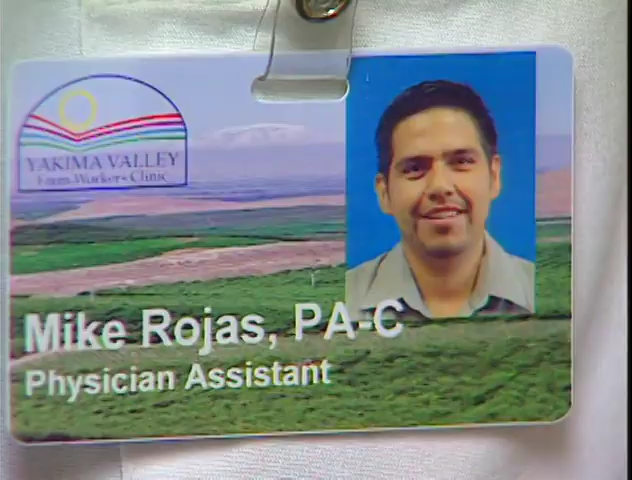 YAKIMA VALLEY
Farm Workers Clinic
Mike Rojas, PA-C
Physician Assistant